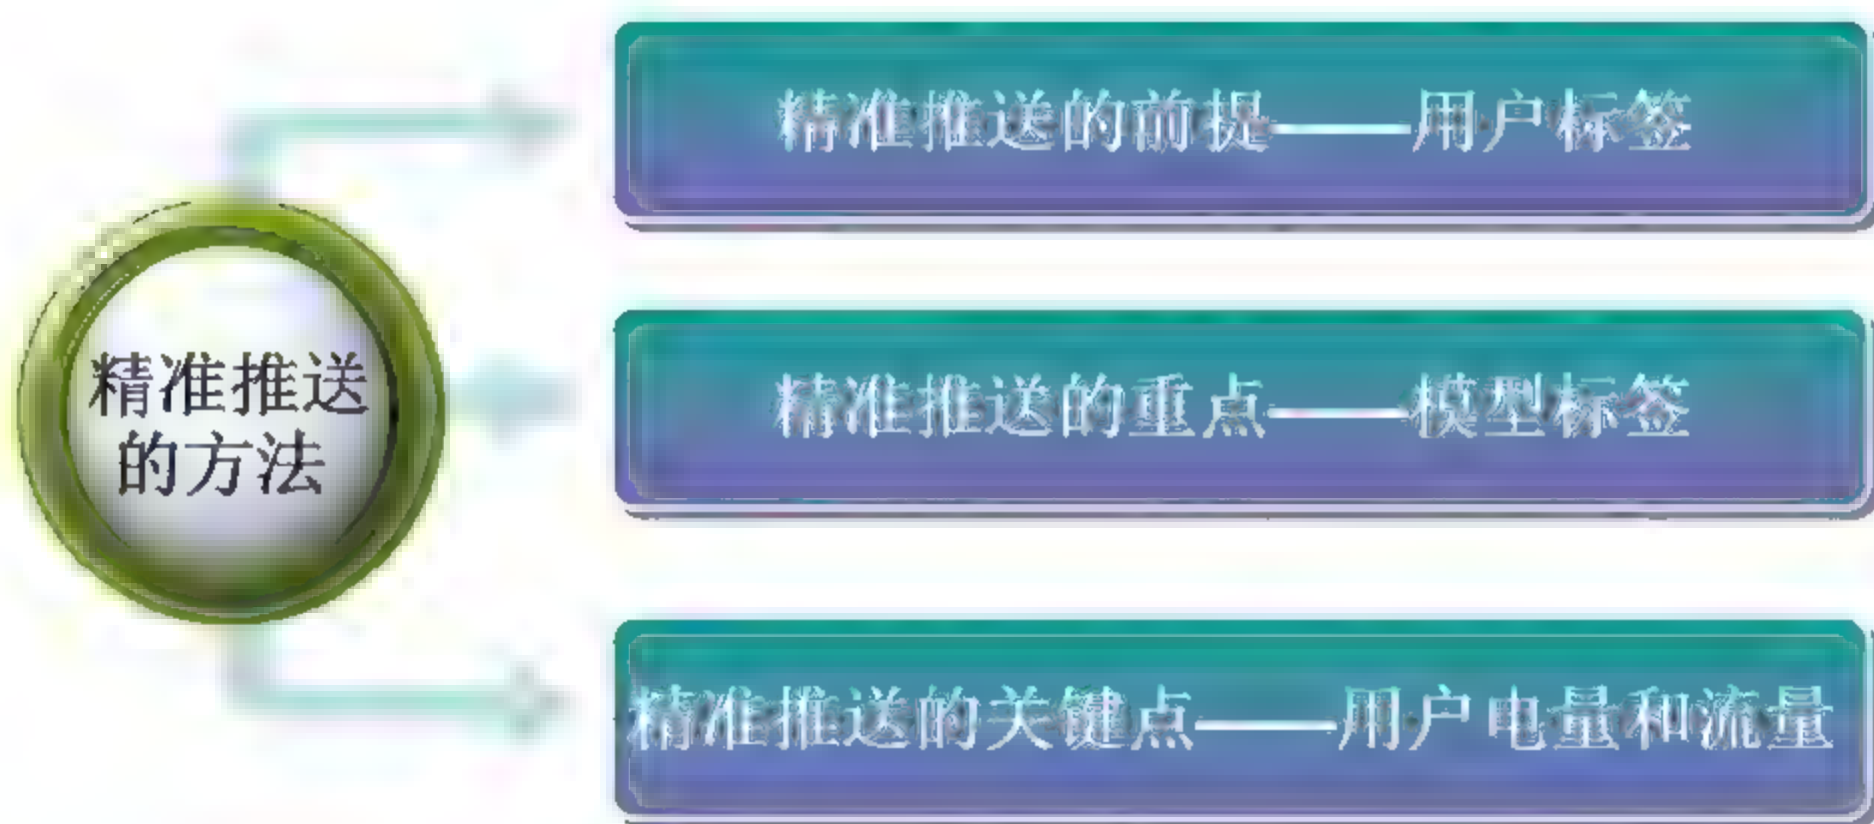 精准推送的前提——用户标签
精准推送
的方法
精准推送的重点——模型标签
精准推送的关键点——用户电量和流量